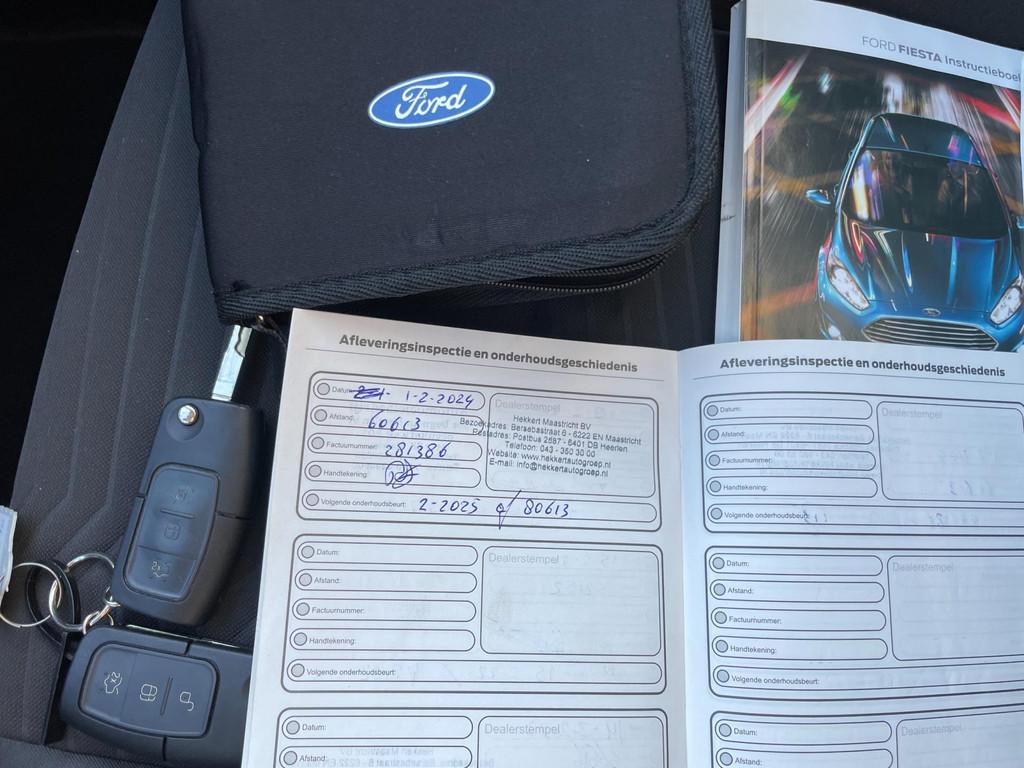 Ford
FORD FIESTA Instructieboek
Afleveringsinspectie en onderhoudsgeschiedenis
Datum: 1-2-2024
Afstand: 60613
Factuurnummer: 281386
Handtekening:
Dealerstempel
Hekkert Maastricht BV
Bezoekadres: Bersebastraat 6 - 6222 EN Maastricht
Postadres: Postbus 2687 - 6401 DB Heerlen
Telefoon: 043 - 350 30 00
Website: www.hekkertautogroep.nl
E-mail: info@hekkertautogroep.nl
Volgende onderhoudsbeurt: 2-2025 of 80613
Datum:
Afstand:
Factuurnummer:
Handtekening:
Dealerstempel
Volgende onderhoudsbeurt:
Datum:
Afstand:
Dealerstempel
Afleveringsinspectie en onderhoudsgeschiedenis
Datum:
Afstand:
Factuurnummer:
Handtekening:
Dealerstempel
Volgende onderhoudsbeurt:
Datum:
Afstand:
Factuurnummer:
Handtekening:
Dealerstempel
Volgende onderhoudsbeurt:
Datum:
Afstand:
Dealerstempel